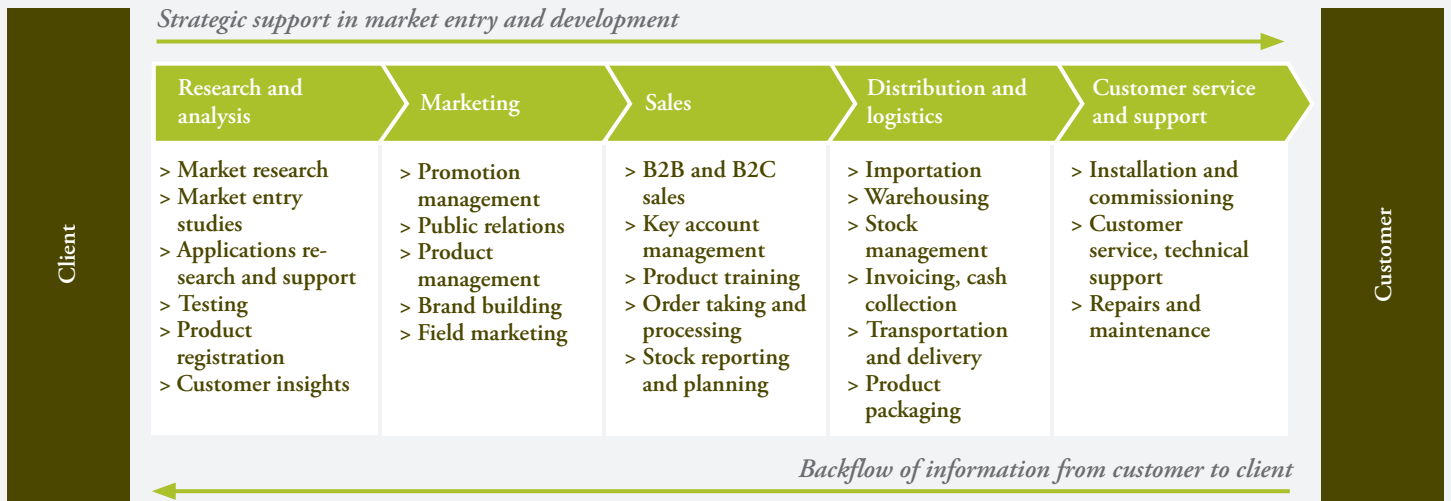 Strategic support in market entry and development
Client
Research and
analysis
> Market research
> Market entry
studies
> Applications re-
search and support
> Testing
> Product
registration
> Customer insights
Marketing
> Promotion
management
> Public relations
> Product
management
> Brand building
> Field marketing
Sales
> B2B and B2C
sales
> Key account
management
> Product training
> Order taking and
processing
> Stock reporting
and planning
Distribution and
logistics
> Importation
> Warehousing
> Stock
management
> Invoicing, cash
collection
> Transportation
and delivery
> Product
packaging
Customer service
and support
> Installation and
commissioning
> Customer
service, technical
support
> Repairs and
maintenance
Customer
Backflow of information from customer to client